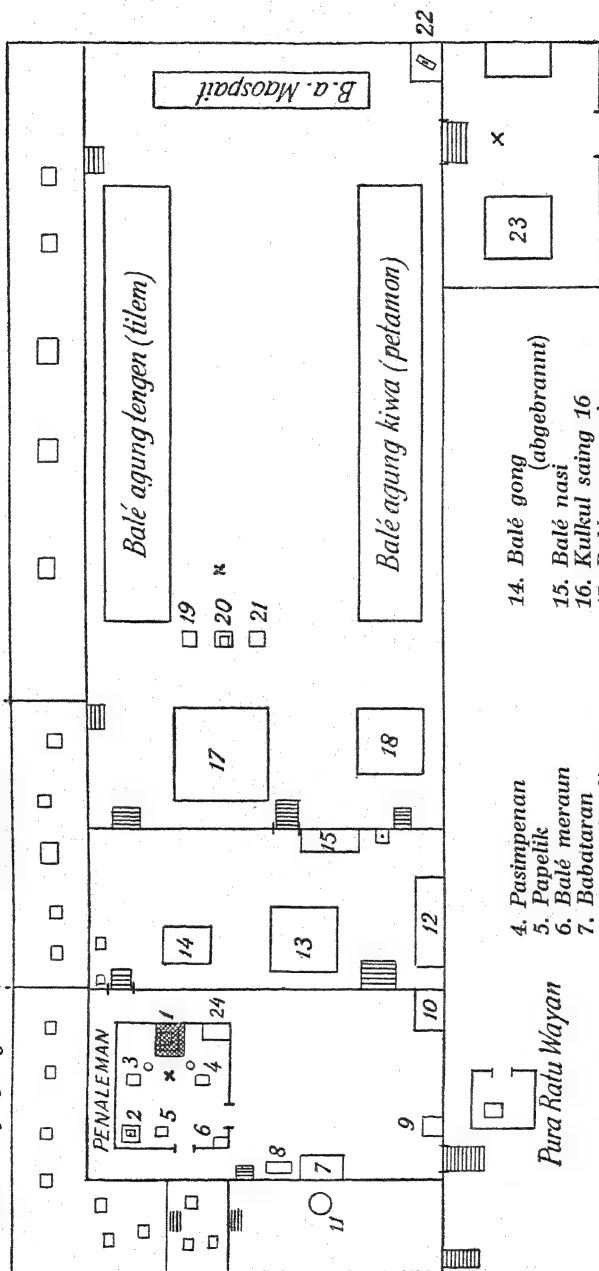 22
B. a. Maospait
Balé agung tengen (tilem)
Balé agung kiwa (petamon)
23
19
20
21
17
18
15
14
13
12
PENALEMAN
1
24
3
4
2
5
6
10
9
8
7
11
Pura Ratu Wayan
4. Pasimpenan
5. Papelik
6. Balé meraun
7. Babataran
14. Balé gong
(abgebrannt)
15. Balé nasi
16. Kulkul saing 16